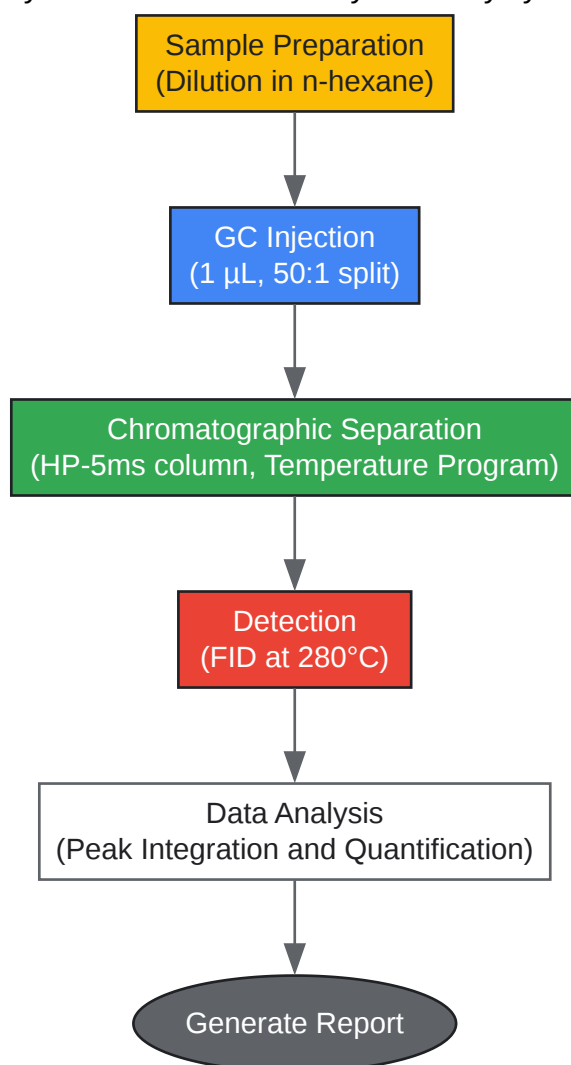 Sample Preparation
(Dilution in n-hexane)
GC Injection
(1 µL, 50:1 split)
Chromatographic Separation
(HP-5ms column, Temperature Program)
Detection
(FID at 280°C)
Data Analysis
(Peak Integration and Quantification)
Generate Report